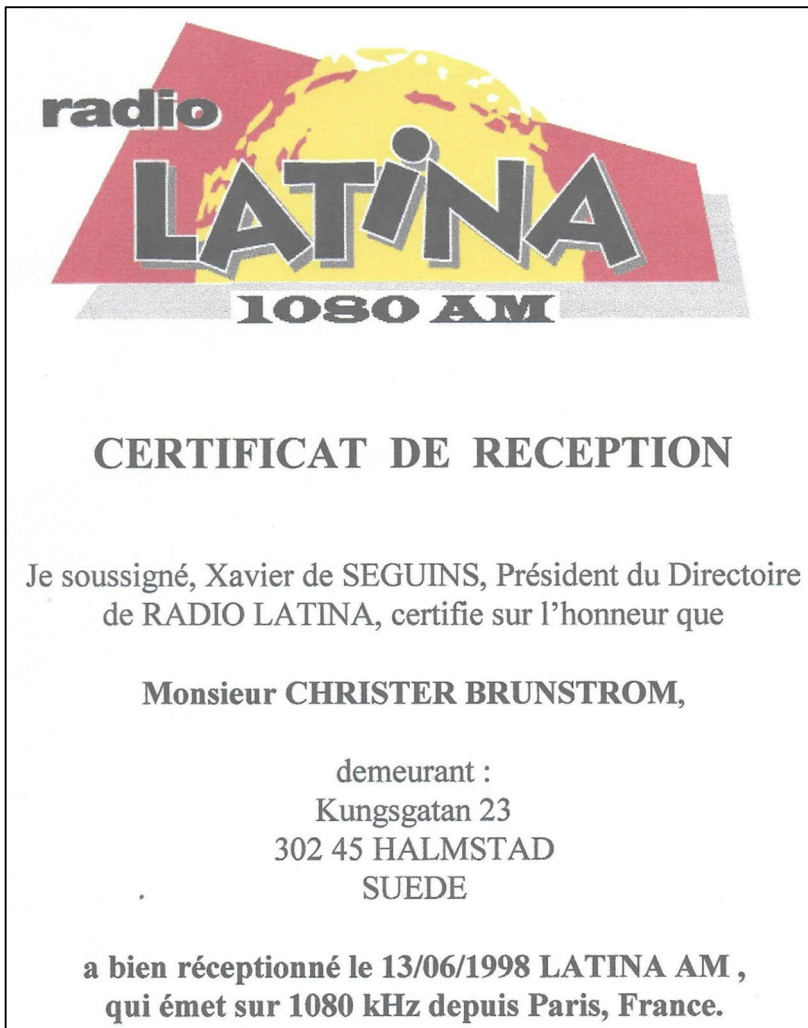 radio
LATiNA
1080 AM
CERTIFICAT DE RECEPTION
Je soussigné, Xavier de SEGUINS, Président du Directoire
de RADIO LATINA, certifie sur l’honneur que
Monsieur CHRISTER BRUNSTROM,
demeurant :
Kungsgatan 23
302 45 HALMSTAD
SUEDE
a bien réceptionné le 13/06/1998 LATINA AM ,
qui émet sur 1080 kHz depuis Paris, France.